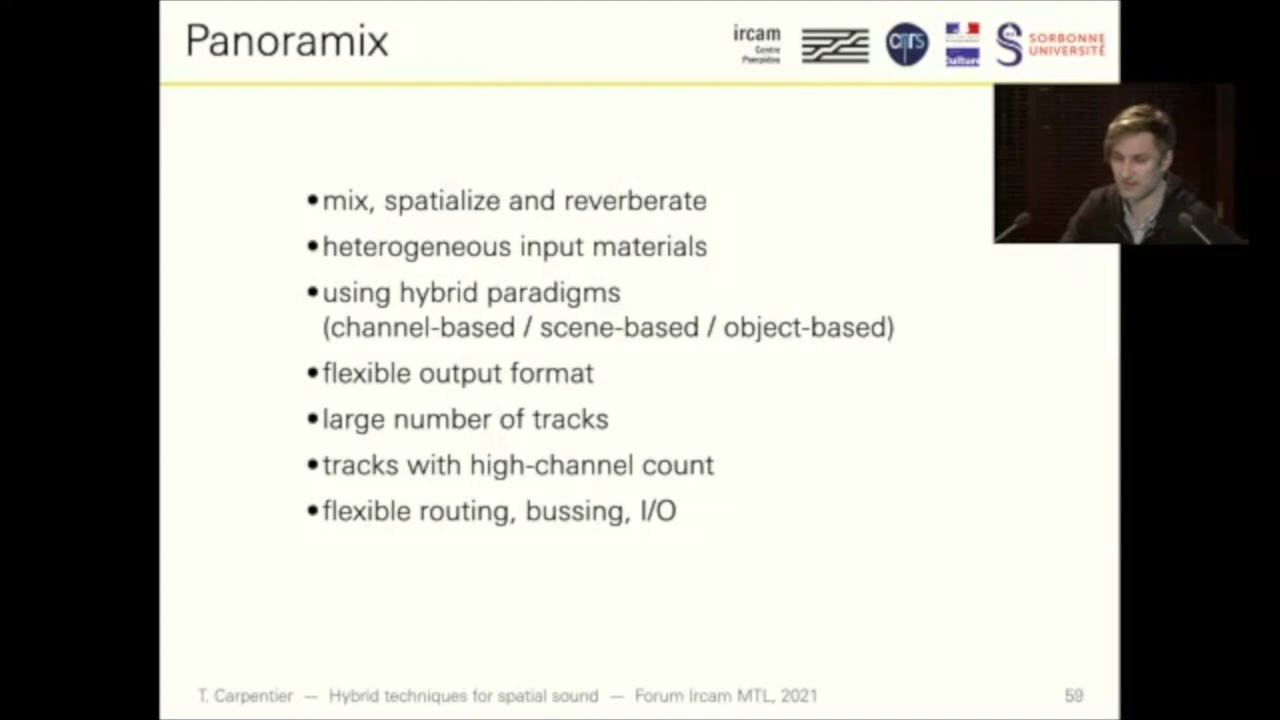 Panoramix
ircam
Centre
Pompidou
cnrs
Culture
SORBONNE
UNIVERSITÉ
•mix, spatialize and reverberate
•heterogeneous input materials
•using hybrid paradigms
(channel-based / scene-based / object-based)
•flexible output format
•large number of tracks
•tracks with high-channel count
•flexible routing, bussing, I/O
T. Carpentier — Hybrid techniques for spatial sound — Forum Ircam MTL, 2021
59